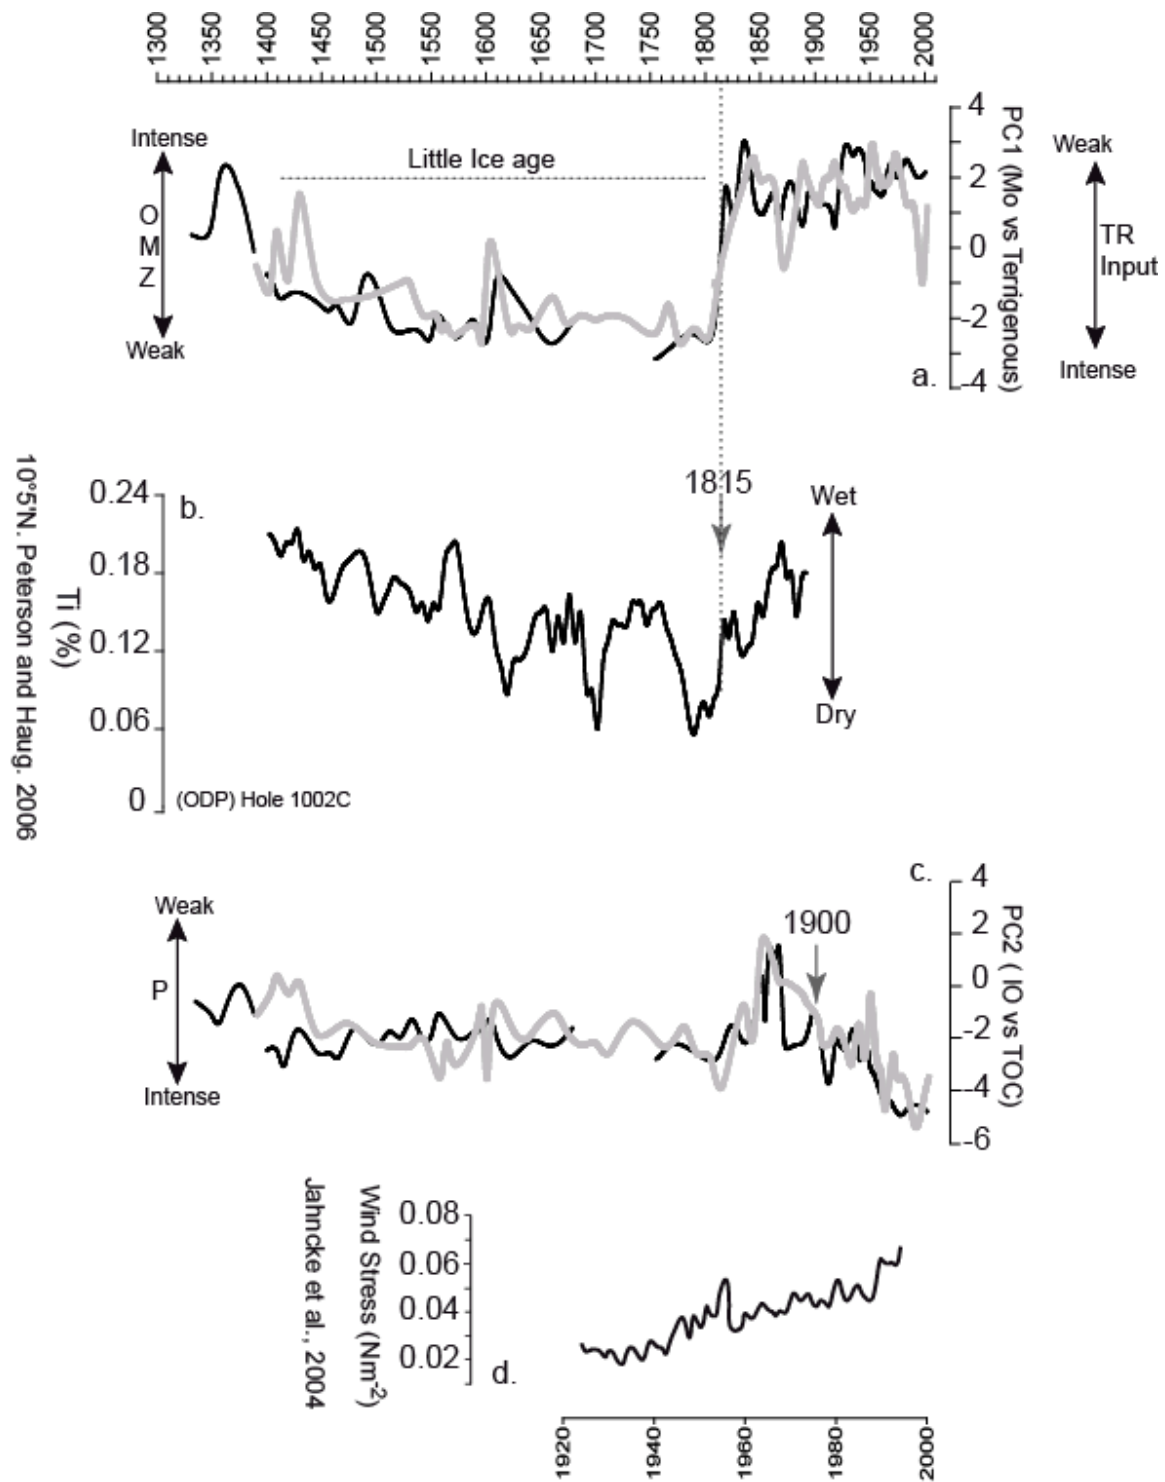 1300 1350 1400 1450 1500 1550 1600 1650 1700 1750 1800 1850 1900 1950 2000
4
2
0
-2
-4
PC1 (Mo vs Terrigenous)
Intense
O
M
Z
Weak
Little Ice age
Weak
TR
Input
Intense
a.
10°5'N. Peterson and Haug. 2006
Ti (%)
0.24
0.18
0.12
0.06
0
b.
1815
Wet
Dry
(ODP) Hole 1002C
c.
4
2
0
-2
-4
-6
PC2 ( IO vs TOC)
Weak
P
Intense
1900
Jahncke et al., 2004
Wind Stress (Nm-2)
0.08
0.06
0.04
0.02
d.
1920 1940 1960 1980 2000